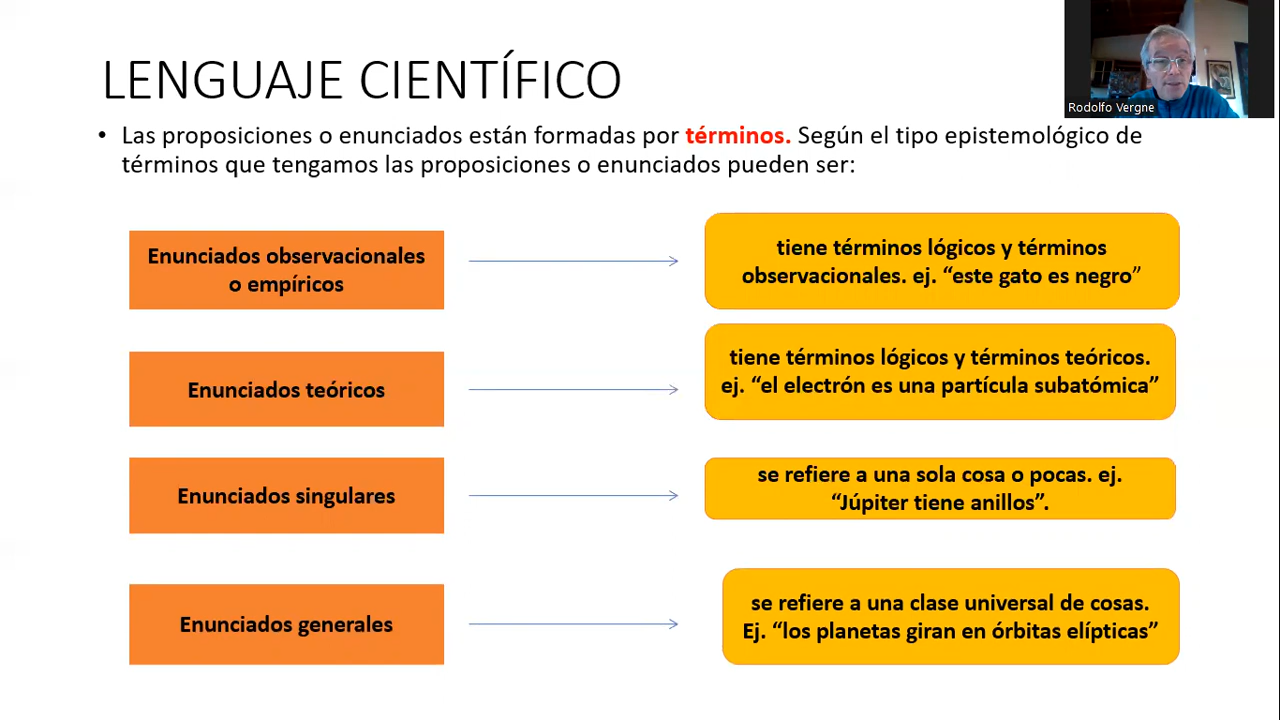 LENGUAJE CIENTÍFICO
Rodolfo Vergne
• Las proposiciones o enunciados están formadas por términos. Según el tipo epistemológico de
términos que tengamos las proposiciones o enunciados pueden ser:
Enunciados observacionales
o empíricos
tiene términos lógicos y términos
observacionales. ej. “este gato es negro”
Enunciados teóricos
tiene términos lógicos y términos teóricos.
ej. “el electrón es una partícula subatómica”
Enunciados singulares
se refiere a una sola cosa o pocas. ej.
“Júpiter tiene anillos”.
Enunciados generales
se refiere a una clase universal de cosas.
Ej. “los planetas giran en órbitas elípticas”